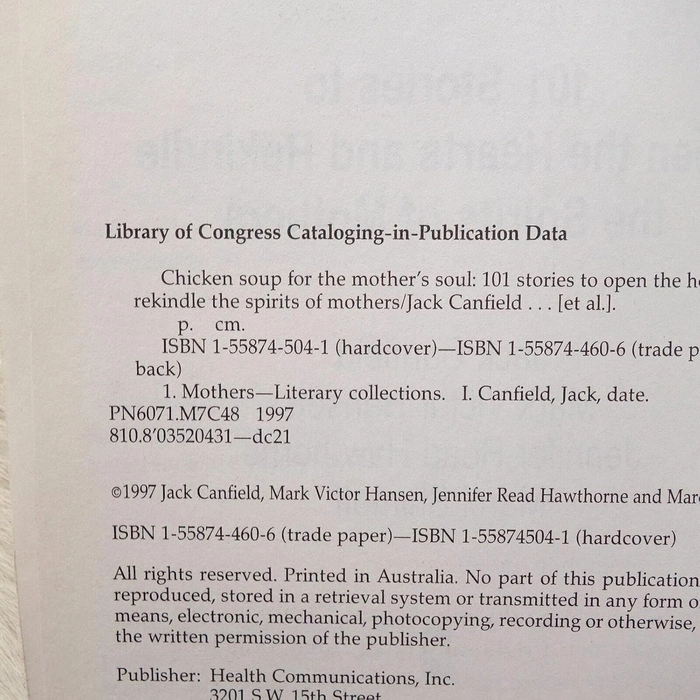 Library of Congress Cataloging-in-Publication Data
Chicken soup for the mother's soul: 101 stories to open the
rekindle the spirits of mothers/Jack Canfield . . . [et al.].
p. cm.
ISBN 1-55874-504-1 (hardcover)—ISBN 1-55874-460-6 (trade
back)
1. Mothers—Literary collections. I. Canfield, Jack, date.
PN6071.M7C48 1997
810.8'03520431—dc21
©1997 Jack Canfield, Mark Victor Hansen, Jennifer Read Hawthorne and
ISBN 1-55874-460-6 (trade paper)—ISBN 1-55874504-1 (hardcover)
All rights reserved. Printed in Australia. No part of this publication
reproduced, stored in a retrieval system or transmitted in any form
means, electronic, mechanical, photocopying, recording or otherwise,
the written permission of the publisher.
Publisher: Health Communications, Inc.
3201 S.W. 15th Street